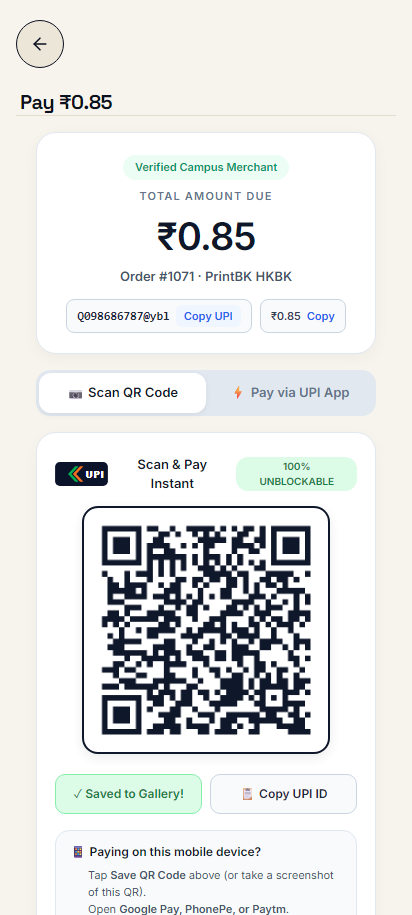 Pay ₹0.85
Verified Campus Merchant
TOTAL AMOUNT DUE
₹0.85
Order #1071 · PrintBK HKBK
Q098686787@ybl Copy UPI ₹0.85 Copy
Scan QR Code Pay via UPI App
UPI
Scan & Pay
Instant
100%
UNBLOCKABLE
✓ Saved to Gallery! Copy UPI ID
Paying on this mobile device?
Tap Save QR Code above (or take a screenshot
of this QR).
Open Google Pay, PhonePe, or Paytm.